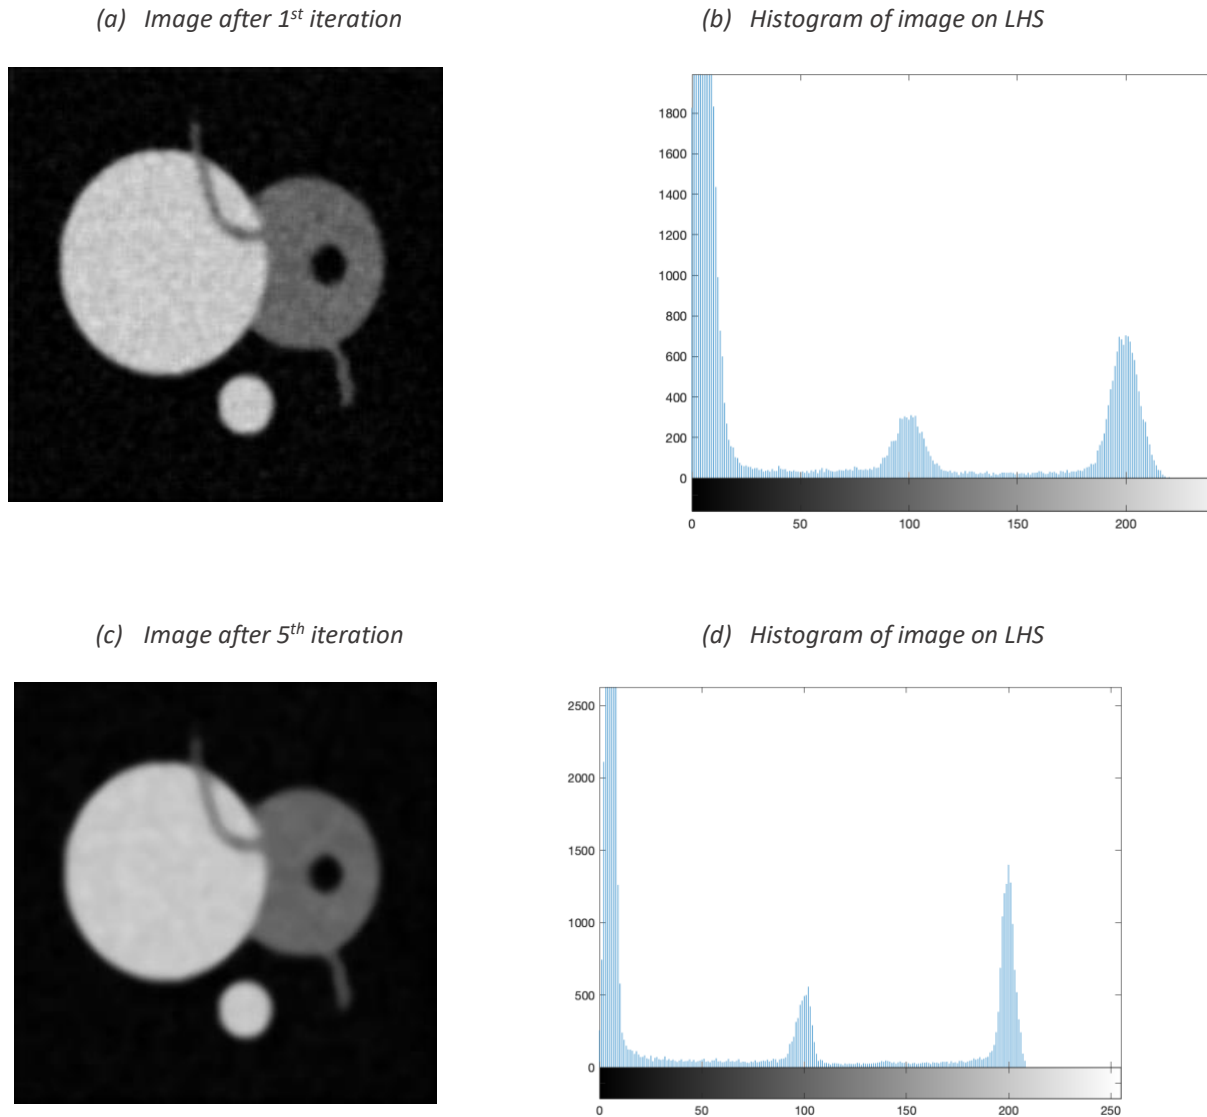 (a) Image after 1st iteration
(b) Histogram of image on LHS
1800
1600
1400
1200
1000
800
600
400
200
0
0 50 100 150 200
(c) Image after 5th iteration
(d) Histogram of image on LHS
2500
2000
1500
1000
500
0
0 50 100 150 200 250